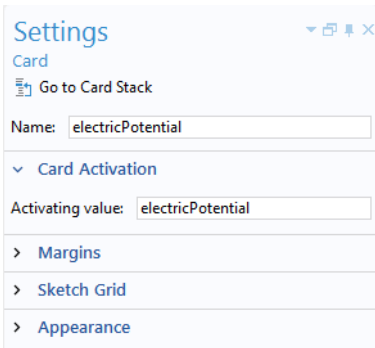 Settings
Card
Go to Card Stack
Name: electricPotential
Card Activation
Activating value: electricPotential
Margins
Sketch Grid
Appearance